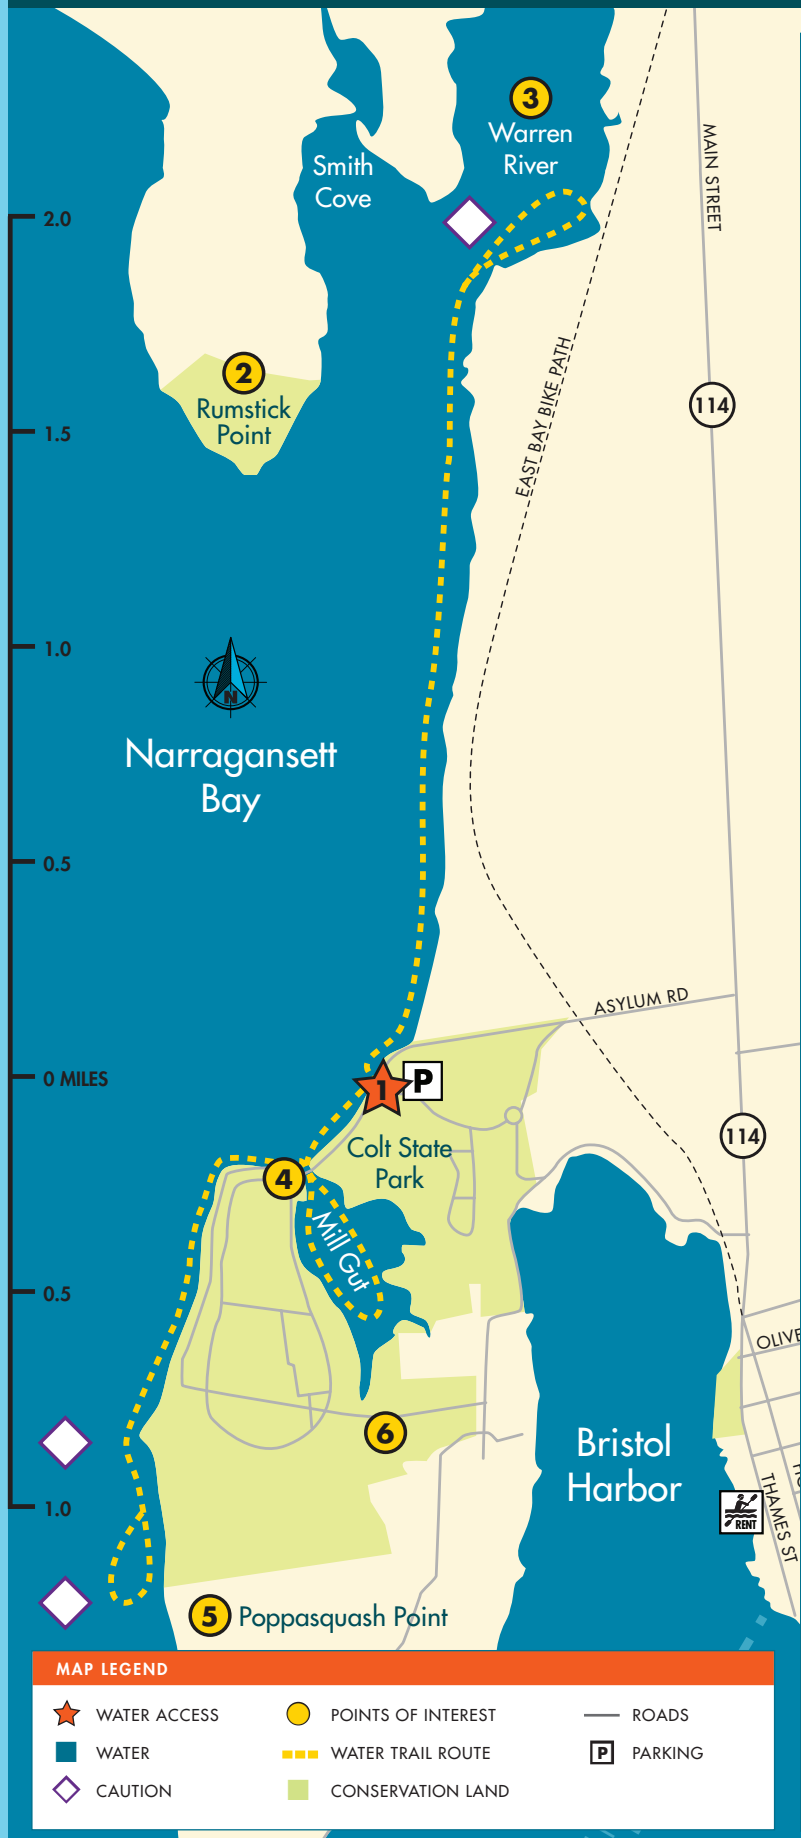 3
Warren
River
Smith
Cove
MAIN STREET
2.0
2
Rumstick
Point
EAST BAY BIKE PATH
114
1.5
1.0
N
Narragansett
Bay
0.5
ASYLUM RD
0 MILES
1
P
114
Colt State
Park
4
Mill Gut
0.5
OLIVE
6
Bristol
Harbor
1.0
RENT
THAMES ST
5 Poppasquash Point
MAP LEGEND
WATER ACCESS
POINTS OF INTEREST
ROADS
WATER
WATER TRAIL ROUTE
P PARKING
CAUTION
CONSERVATION LAND